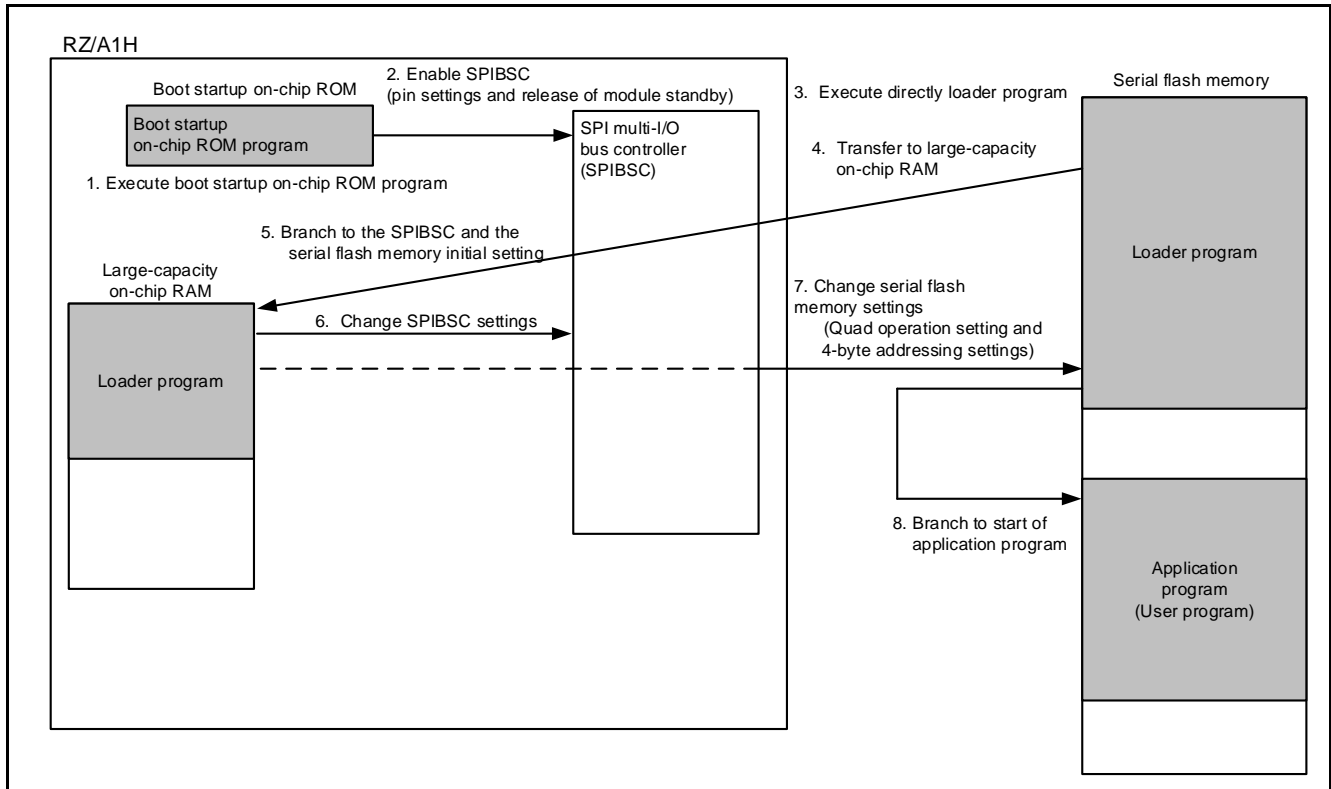 RZ/A1H
Boot startup on-chip ROM
Boot startup
on-chip ROM program
1. Execute boot startup on-chip ROM program
2. Enable SPIBSC
(pin settings and release of module standby)
SPI multi-I/O
bus controller
(SPIBSC)
3. Execute directly loader program
Serial flash memory
4. Transfer to large-capacity
on-chip RAM
Loader program
5. Branch to the SPIBSC and the
serial flash memory initial setting
Large-capacity
on-chip RAM
6. Change SPIBSC settings
Loader program
7. Change serial flash
memory settings
(Quad operation setting and
4-byte addressing settings)
8. Branch to start of
application program
Application
program
(User program)